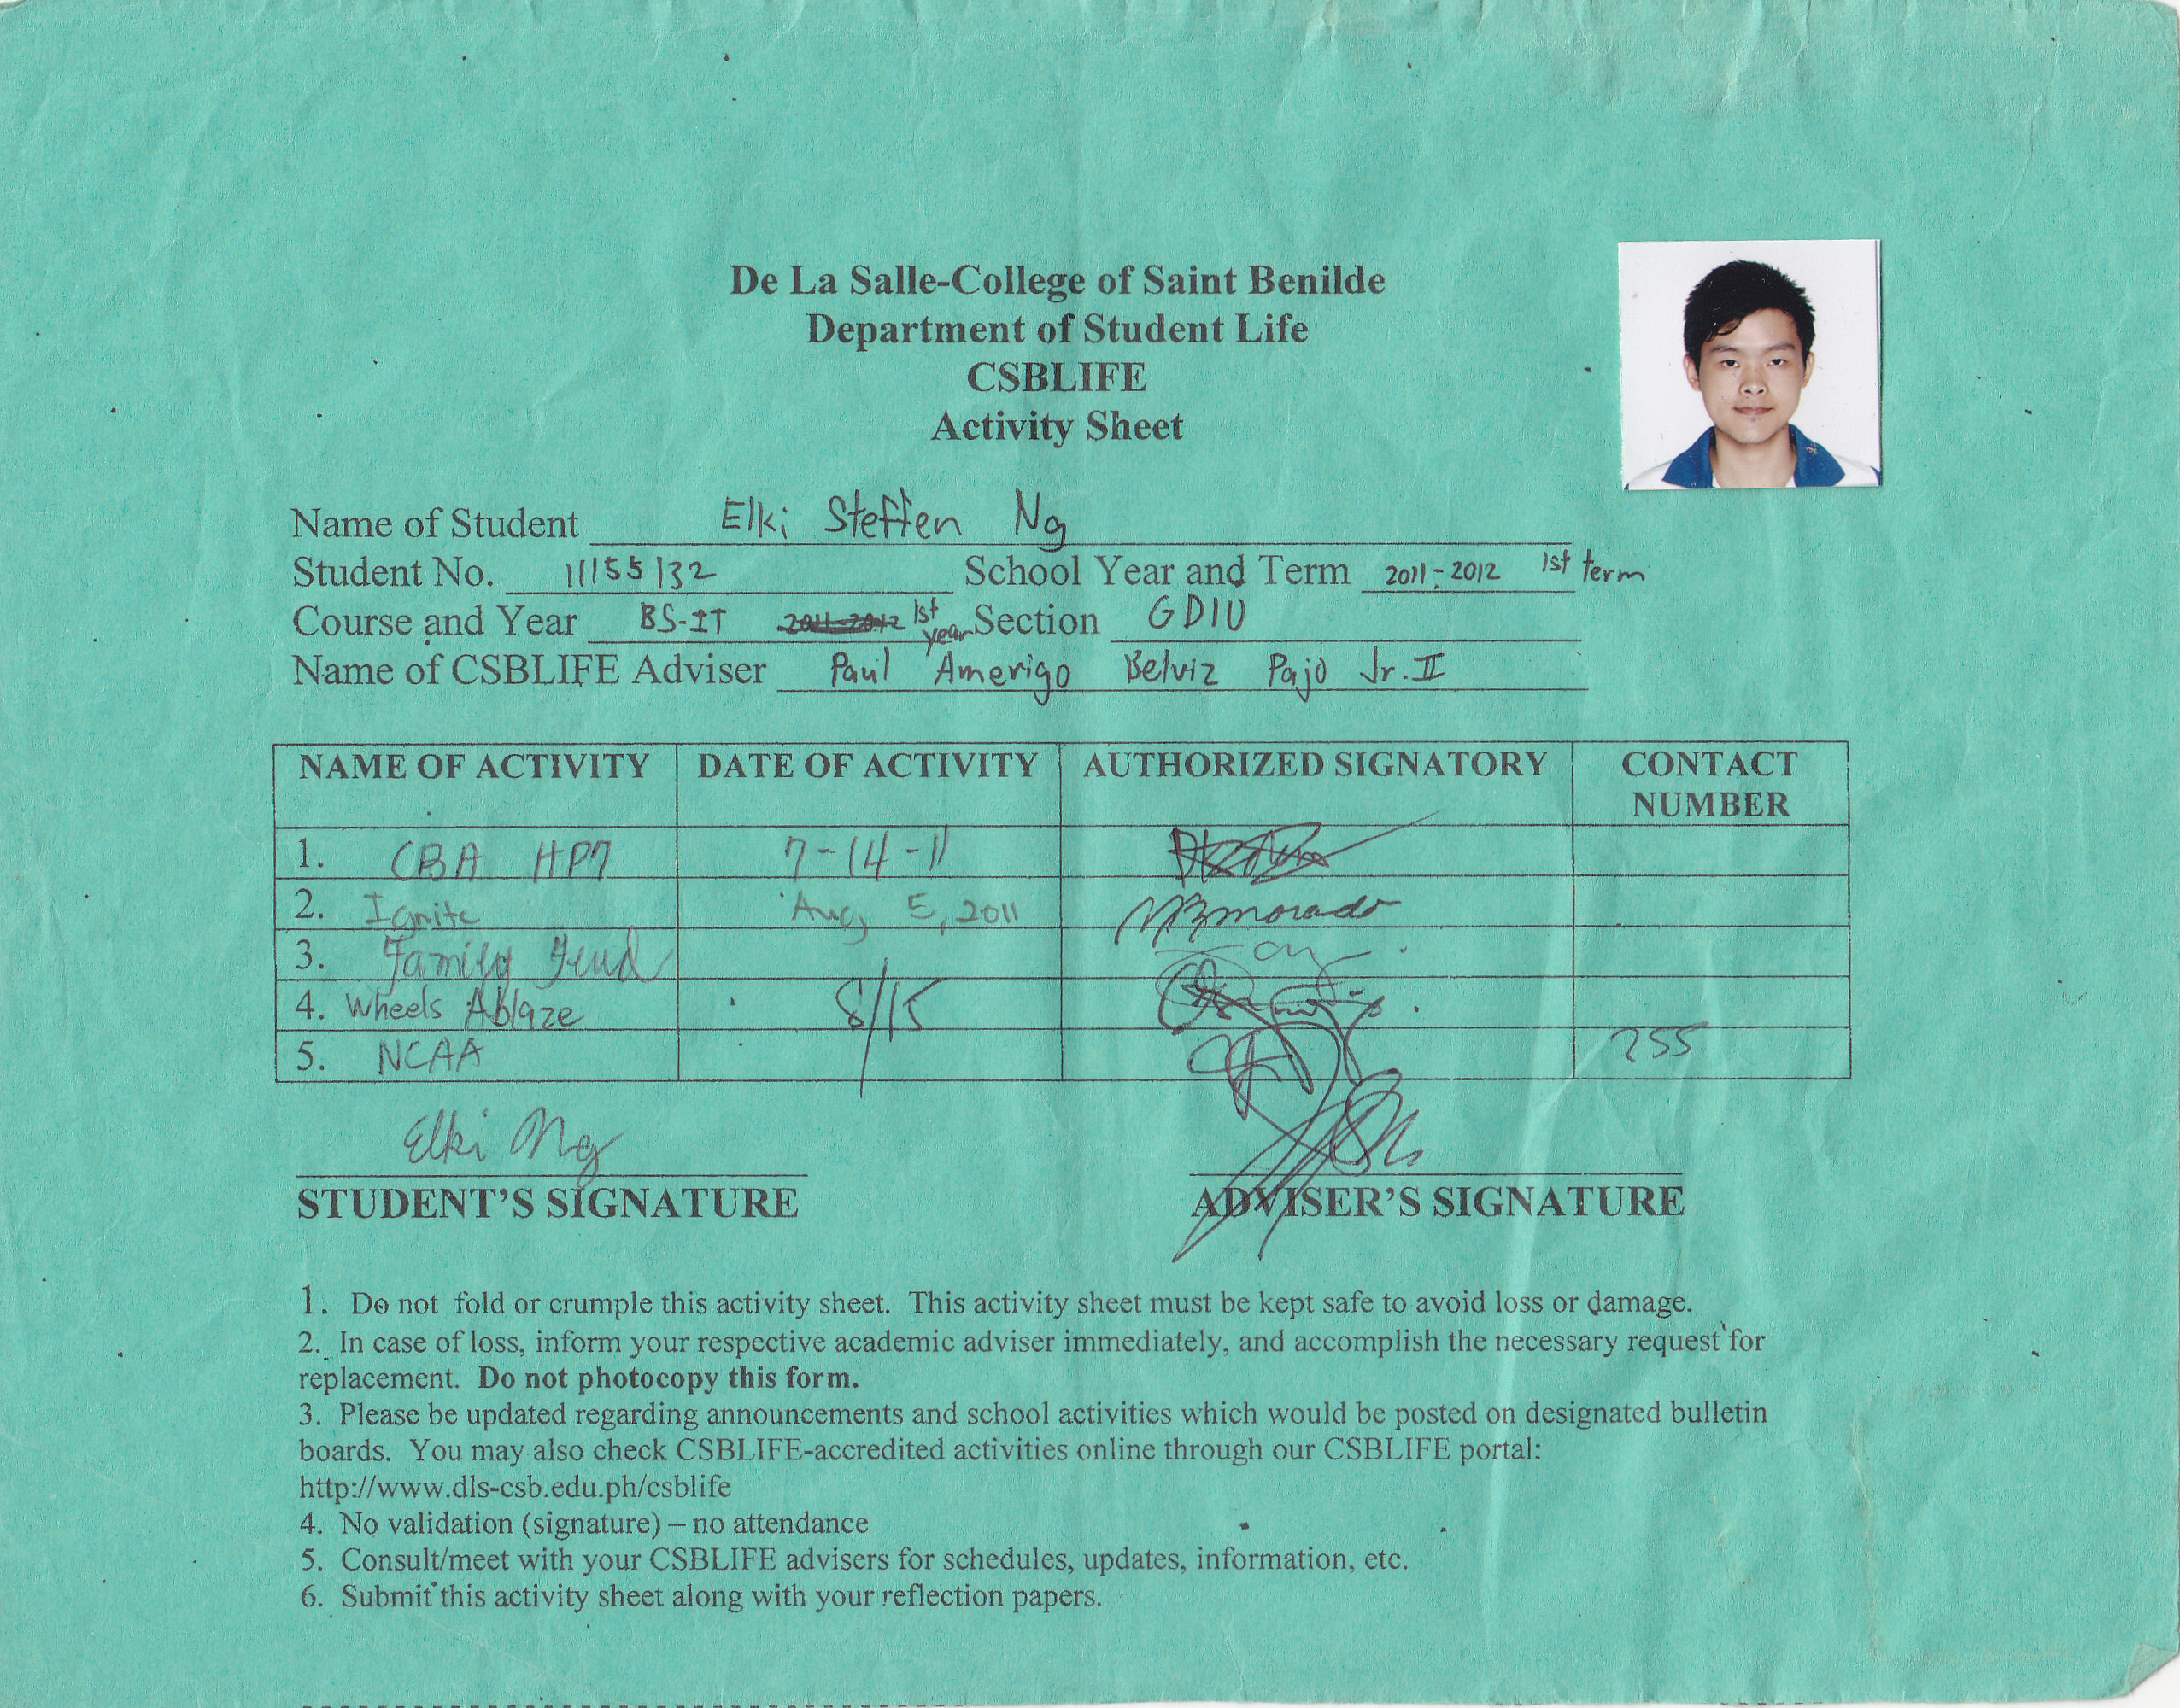 De La Salle-College of Saint Benilde
Department of Student Life
CSBLIFE
Activity Sheet
Name of Student Elki Steffen Ng
Student No. 11155132 School Year and Term 2011-2012 1st term
Course and Year BS-IT 2011-2012 1st year Section GD1U
Name of CSBLIFE Adviser Paul Amerigo Belviz Pajo Jr. II
NAME OF ACTIVITY DATE OF ACTIVITY AUTHORIZED SIGNATORY CONTACT NUMBER
1. CBA HP7 7-14-11
2. Ignite Aug 5, 2011
3. Family Feud
4. Wheels Ablaze 8/15
5. NCAA 255
Elki Ng
STUDENT'S SIGNATURE ADVISER'S SIGNATURE
1. Do not fold or crumple this activity sheet. This activity sheet must be kept safe to avoid loss or damage.
2. In case of loss, inform your respective academic adviser immediately, and accomplish the necessary request for
replacement. Do not photocopy this form.
3. Please be updated regarding announcements and school activities which would be posted on designated bulletin
boards. You may also check CSBLIFE-accredited activities online through our CSBLIFE portal:
http://www.dls-csb.edu.ph/csblife
4. No validation (signature) – no attendance
5. Consult/meet with your CSBLIFE advisers for schedules, updates, information, etc.
6. Submit this activity sheet along with your reflection papers.